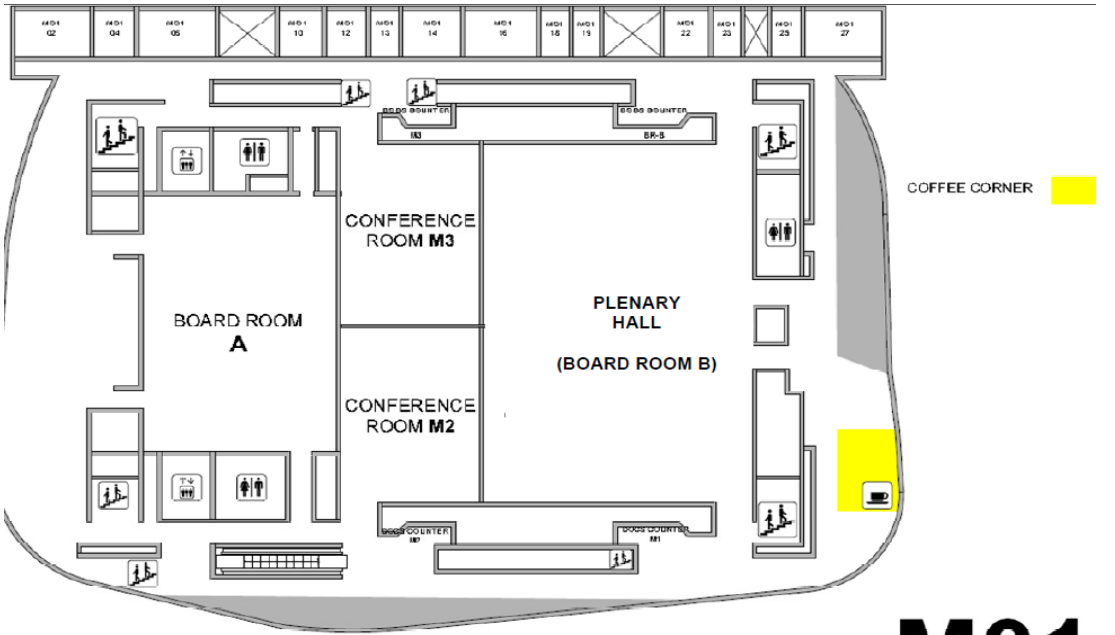 M01
02
M01
04
M01
05
M01
10
M01
12
M01
13
M01
14
M01
16
M01
18
M01
19
M01
22
M01
23
M01
25
M01
27
DOCS COUNTER
M3
DOCS COUNTER
BR-B
COFFEE CORNER
CONFERENCE
ROOM M3
BOARD ROOM
A
PLENARY
HALL
(BOARD ROOM B)
CONFERENCE
ROOM M2
DOCS COUNTER
M2
DOCS COUNTER
M1
M01